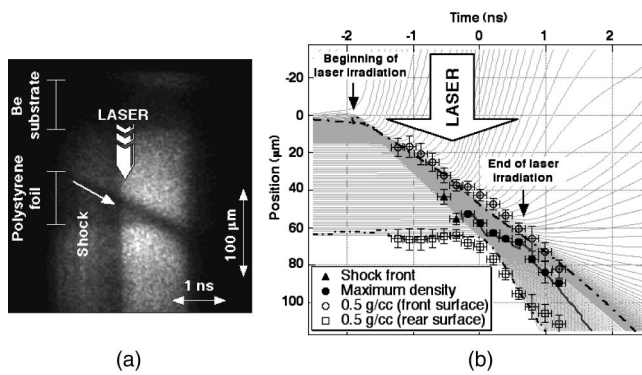 (a)
Be
substrate
LASER
Polystyrene
foil
Shock
100 µm
1 ns
(a)
Time (ns)
b)
-2
-1
0
1
2
Beginning of
laser irradiation
LASER
End of laser
irradiation
Position (µm)
-20
0
20
40
60
80
100
Shock front
Maximum density
0.5 g/cc (front surface)
0.5 g/cc (rear surface)
(b)